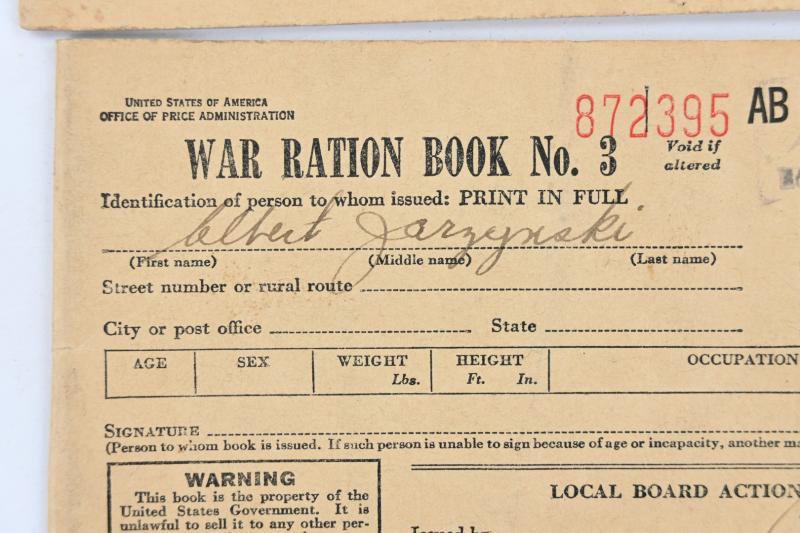 UNITED STATES OF AMERICA
OFFICE OF PRICE ADMINISTRATION
872395 AB
WAR RATION BOOK No. 3
Void if
altered
Identification of person to whom issued: PRINT IN FULL
Albert Jarzynski
(First name) (Middle name) (Last name)
Street number or rural route
City or post office State
AGE SEX WEIGHT Lbs. HEIGHT Ft. In. OCCUPATION
SIGNATURE
(Person to whom book is issued. If such person is unable to sign because of age or incapacity, another
WARNING
This book is the property of the
United States Government. It is
unlawful to sell it to any other per-
LOCAL BOARD ACTION
Issued by